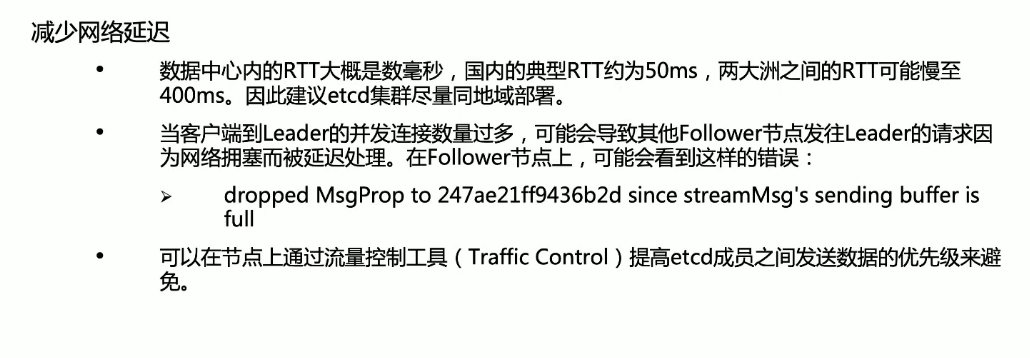 减少网络延迟
• 数据中心内的RTT大概是数毫秒，国内的典型RTT约为50ms，两大洲之间的RTT可能慢至
400ms。因此建议etcd集群尽量同地域部署。
• 当客户端到Leader的并发连接数量过多，可能会导致其他Follower节点发往Leader的请求因
为网络拥塞而被延迟处理。在Follower节点上，可能会看到这样的错误：
➢ dropped MsgProp to 247ae21ff9436b2d since streamMsg's sending buffer is
full
• 可以在节点上通过流量控制工具（Traffic Control）提高etcd成员之间发送数据的优先级来避
免。